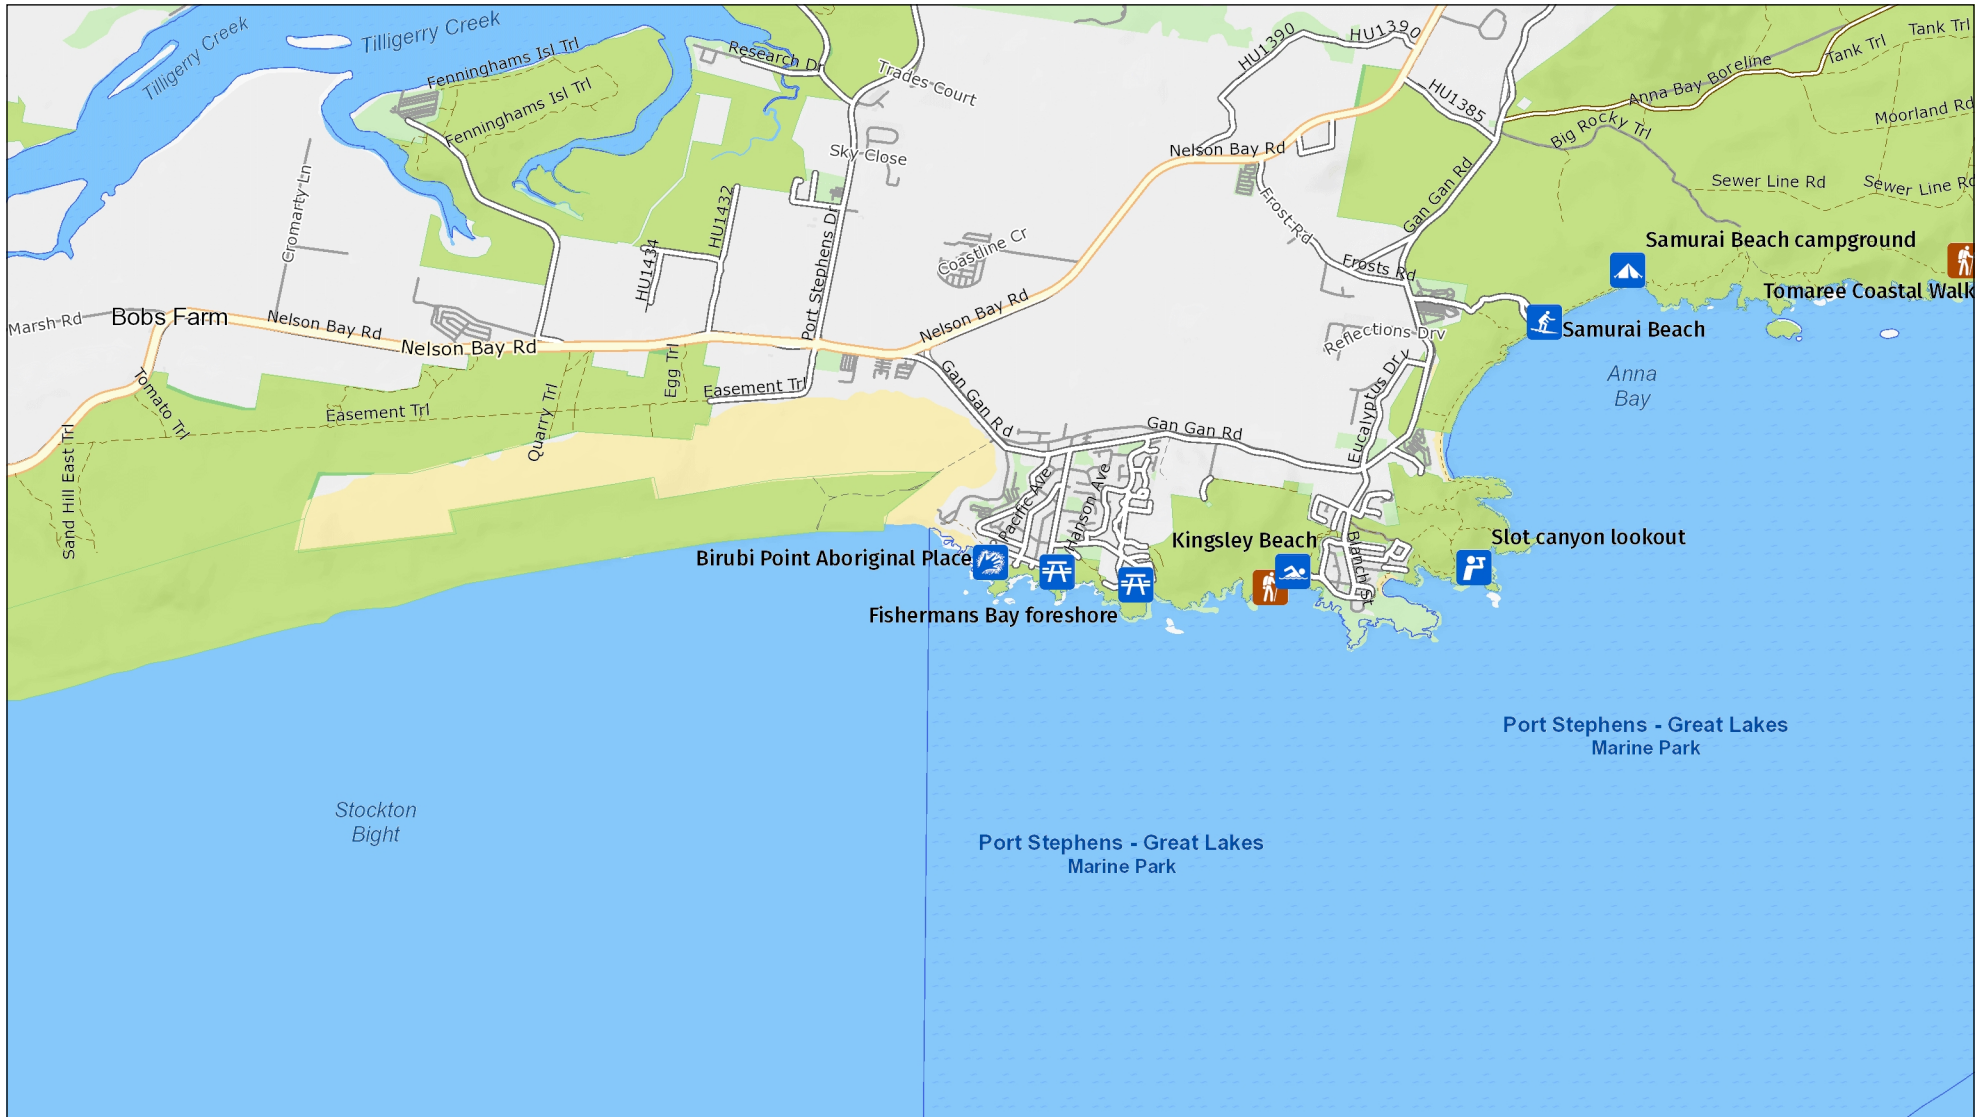 Tilligerry Creek
Tilligerry Creek
Fenninghams Isl Trl
Fenninghams Isl Trl
Research Dr
Trades Court
Sky Close
HU1390
HU1390
HU1385
Nelson Bay Rd
Gan Gan Rd
Frost Rd
Frosts Rd
Anna Bay Boreline
Tank Trl
Tank Trl
Moorland Rd
Big Rocky Trl
Sewer Line Rd
Sewer Line Rd
Samurai Beach campground
Tomaree Coastal Walk
Samurai Beach
Anna
Bay
Reflections Drv
Eucalyptus Drv
Cromarty Ln
HU1434
HU1432
Port Stephens Dr
Coastline Cr
Nelson Bay Rd
Marsh Rd
Bobs Farm
Nelson Bay Rd
Nelson Bay Rd
Tomato Trl
Sand Hill East Trl
Easement Trl
Quarry Trl
Egg Trl
Easement Trl
Gan Gan Rd
Gan Gan Rd
Pacific Ave
Hanson Ave
Blanch St
Birubi Point Aboriginal Place
Fishermans Bay foreshore
Kingsley Beach
Slot canyon lookout
Port Stephens - Great Lakes
Marine Park
Stockton
Bight
Port Stephens - Great Lakes
Marine Park